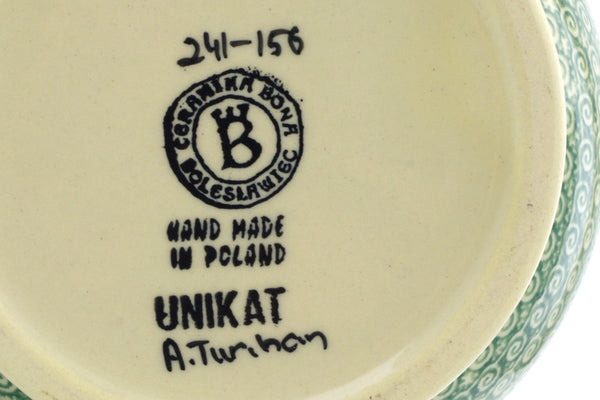 241-156
CERAMIKA BONA
B
BOLESŁAWIEC
HAND MADE
IN POLAND
UNIKAT
A. Turihan